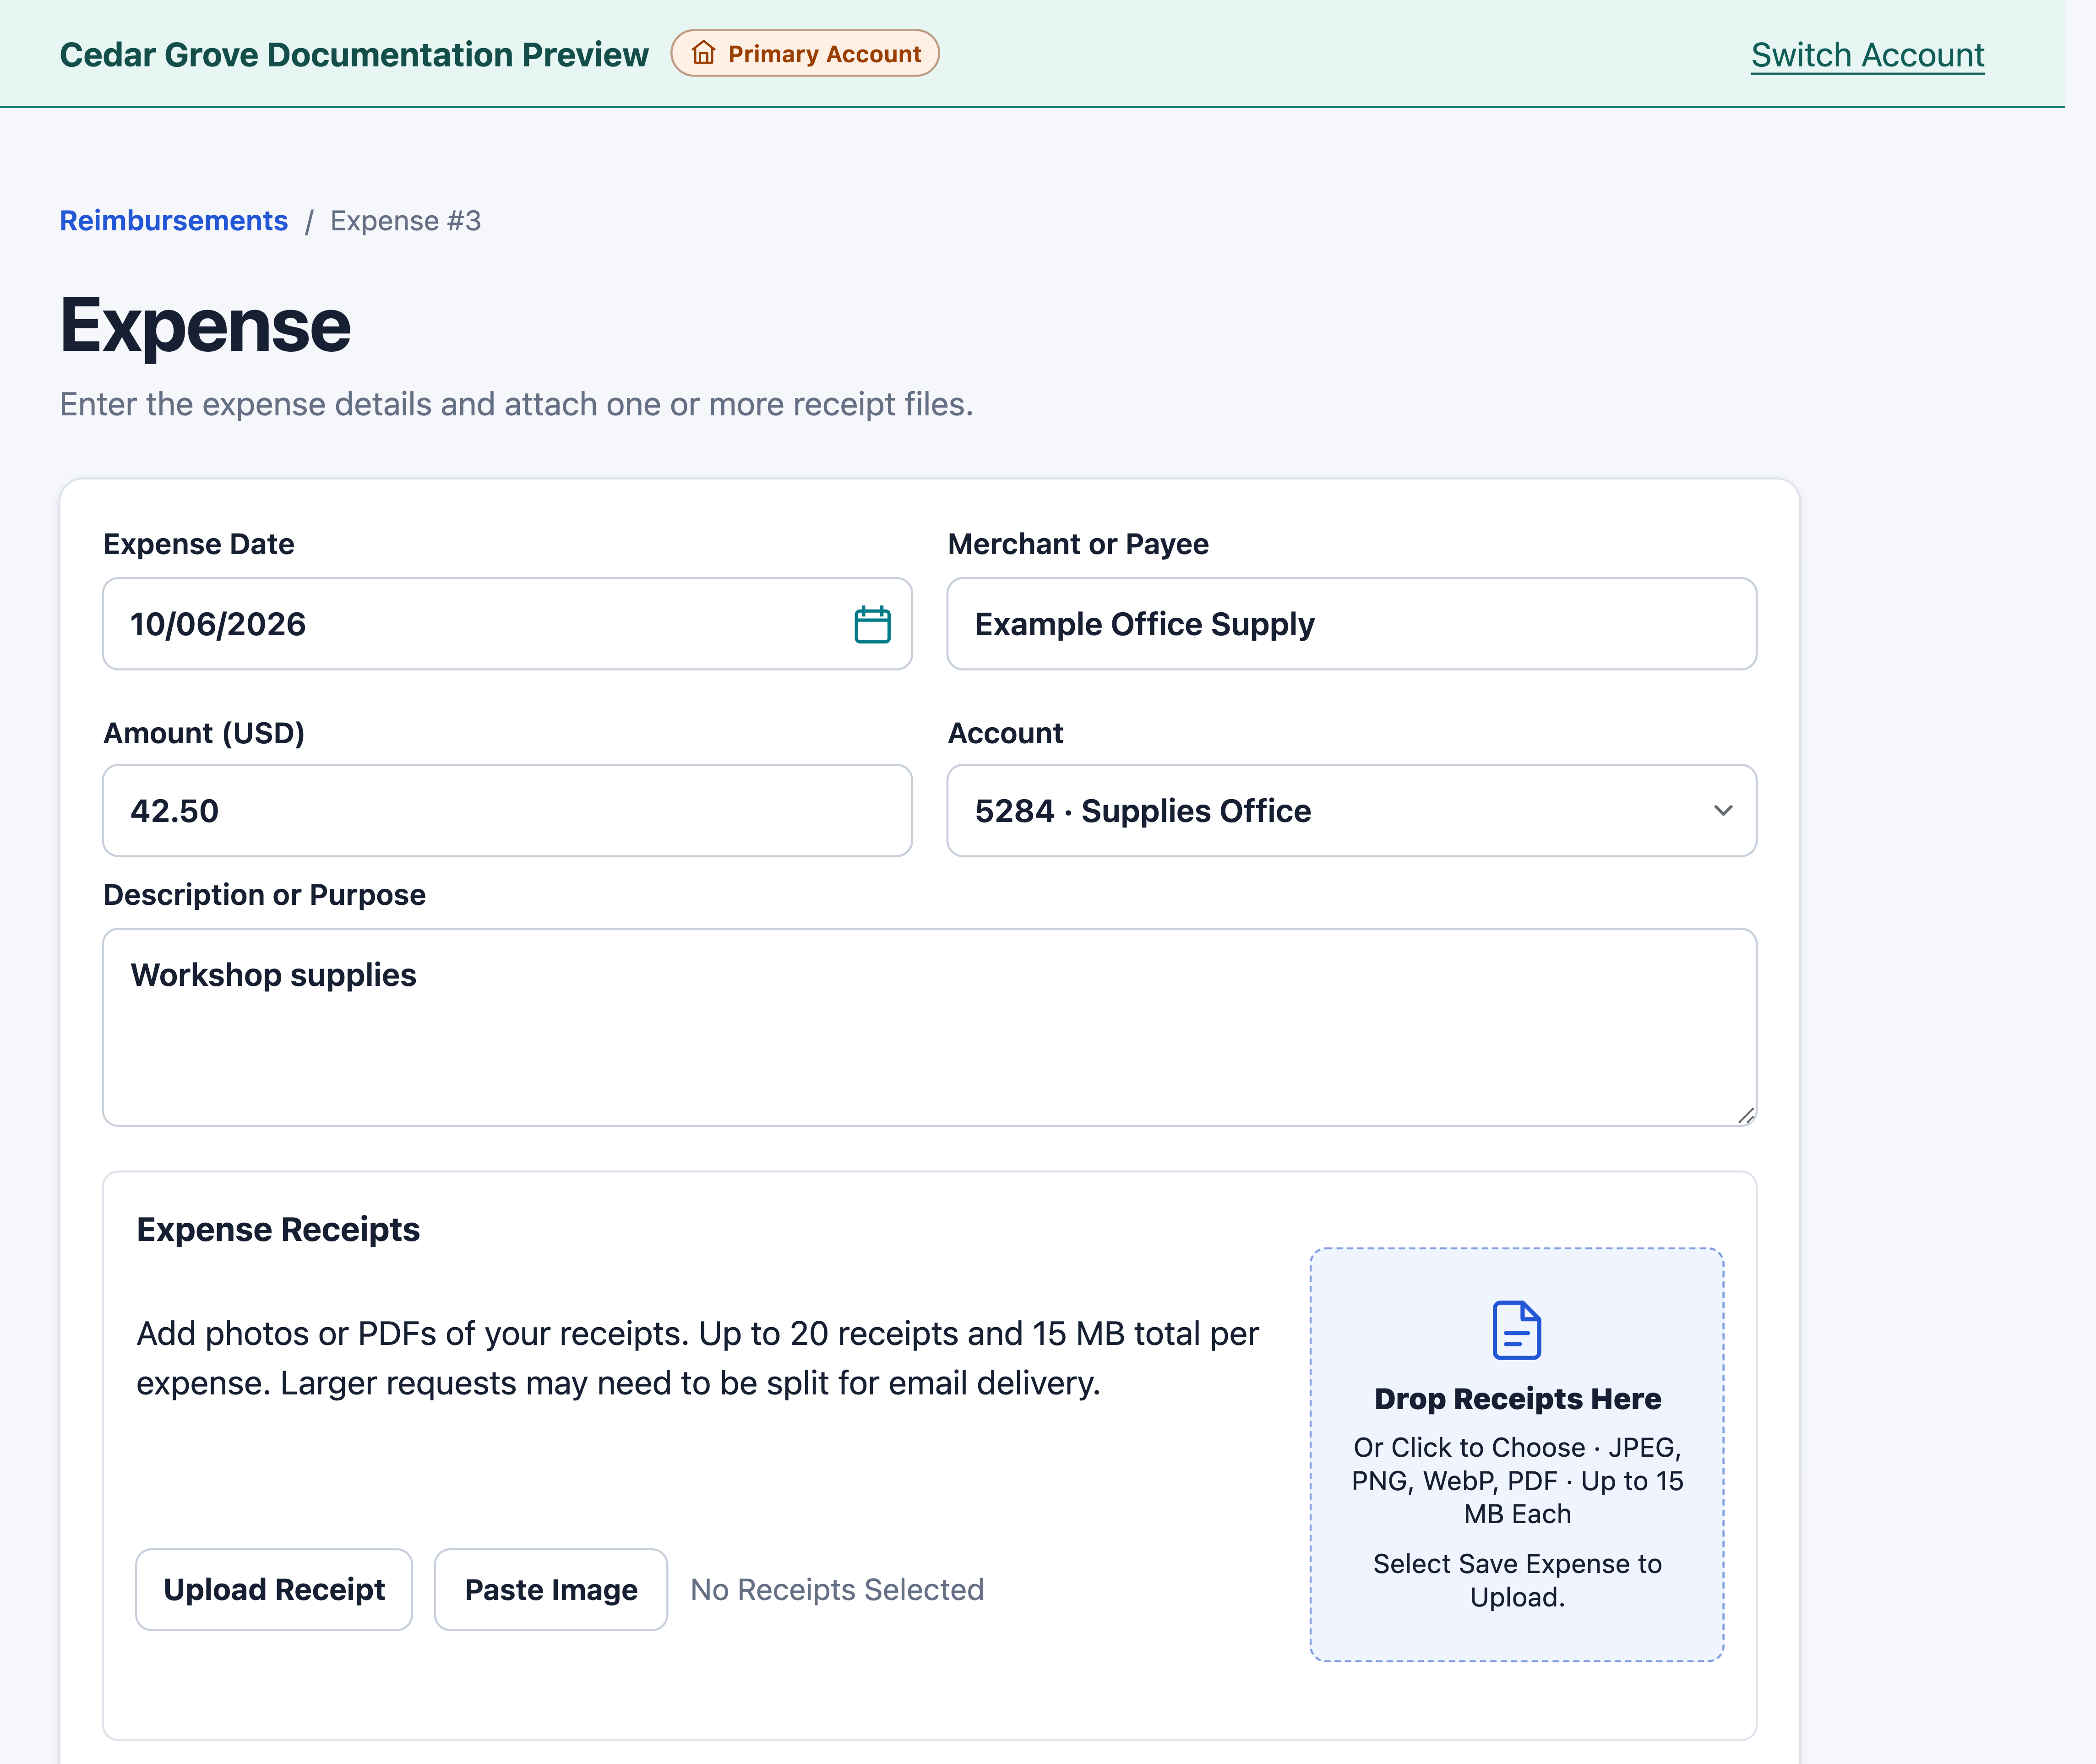 Cedar Grove Documentation Preview
Primary Account
Switch Account
Reimbursements / Expense #3
Expense
Enter the expense details and attach one or more receipt files.
Expense Date
10/06/2026
Merchant or Payee
Example Office Supply
Amount (USD)
42.50
Account
5284 · Supplies Office
Description or Purpose
Workshop supplies
Expense Receipts
Add photos or PDFs of your receipts. Up to 20 receipts and 15 MB total per
expense. Larger requests may need to be split for email delivery.
Upload Receipt
Paste Image
No Receipts Selected
Drop Receipts Here
Or Click to Choose · JPEG,
PNG, WebP, PDF · Up to 15
MB Each
Select Save Expense to
Upload.